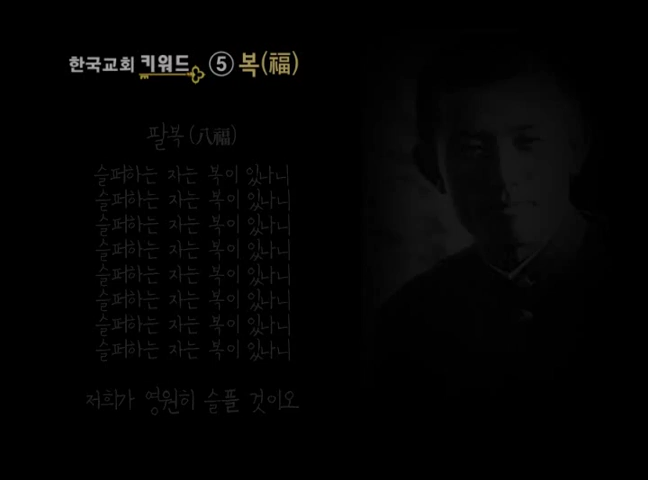 한국교회 키워드 ⑤ 복(福)
팔복(八福)
슬퍼하는 자는 복이 있나니
슬퍼하는 자는 복이 있나니
슬퍼하는 자는 복이 있나니
슬퍼하는 자는 복이 있나니
슬퍼하는 자는 복이 있나니
슬퍼하는 자는 복이 있나니
슬퍼하는 자는 복이 있나니
슬퍼하는 자는 복이 있나니
저희가 영원히 슬플 것이오